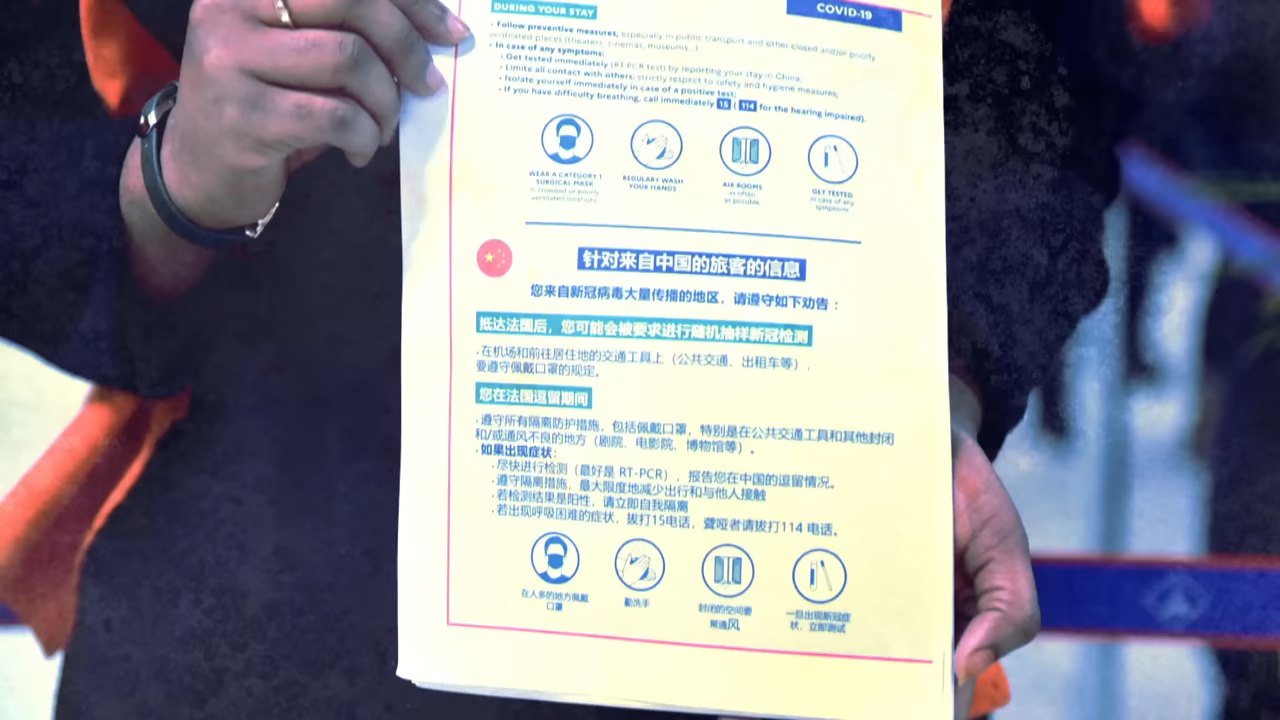 DURING YOUR STAY
COVID-19
• Follow preventive measures, especially in public transport and other closed and/or poorly
ventilated places (theaters, cinemas, museums...)
• In case of any symptoms:
• Get tested immediately (RT-PCR test) by reporting your stay in China;
• Limite all contact with others: strictly respect to safety and hygiene measures;
• Isolate yourself immediately in case of a positive test;
• If you have difficulty breathing, call immediately 15 ( 114 for the hearing impaired).
WEAR A CATEGORY 1
SURGICAL MASK
in crowded or poorly
ventilated locations
REGULARY WASH
YOUR HANDS
AIR ROOMS
as often
as possible
GET TESTED
in case of any
symptoms
针对来自中国的旅客的信息
您来自新冠病毒大量传播的地区，请遵守如下劝告：
抵达法国后，您可能会被要求进行随机抽样新冠检测
·在机场和前往居住地的交通工具上（公共交通、出租车等），
要遵守佩戴口罩的规定。
您在法国逗留期间
·遵守所有隔离防护措施，包括佩戴口罩，特别是在公共交通工具和其他封闭
和/或通风不良的地方（剧院、电影院、博物馆等）。
·如果出现症状：
·尽快进行检测（最好是 RT-PCR），报告您在中国的逗留情况。
·遵守隔离措施，最大限度地减少出行和与他人接触
·若检测结果是阳性，请立即自我隔离
·若出现呼吸困难的症状，拨打15电话，聋哑者请拨打114 电话。
在人多的地方佩戴
口罩
勤洗手
封闭的空间要
常通风
一旦出现新冠症
状，立即测试